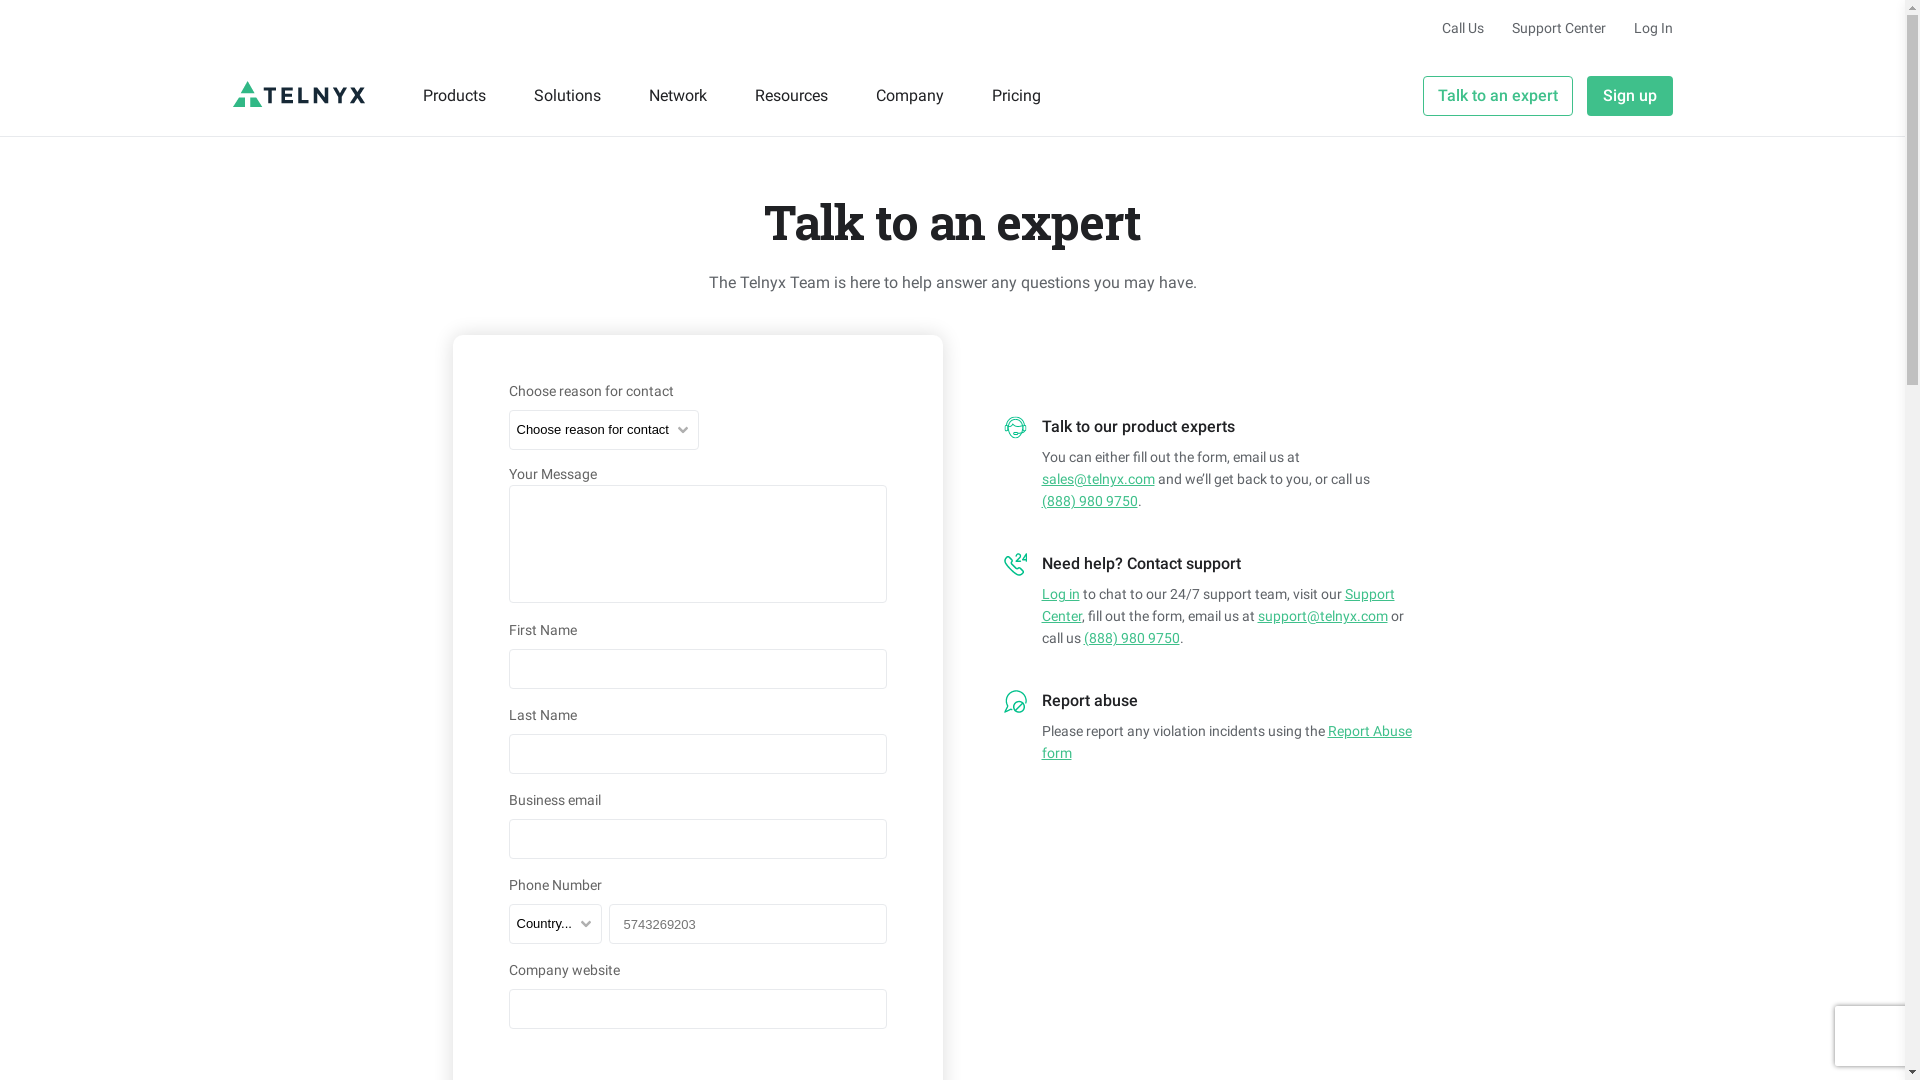 Call Us
Support Center
Log In
TELNYX
Products
Solutions
Network
Resources
Company
Pricing
Talk to an expert
Sign up
Talk to an expert
The Telnyx Team is here to help answer any questions you may have.
Choose reason for contact
Choose reason for contact
Your Message
First Name
Last Name
Business email
Phone Number
Country...
5743269203
Company website
Talk to our product experts
You can either fill out the form, email us at
sales@telnyx.com and we’ll get back to you, or call us
(888) 980 9750.
24
Need help? Contact support
Log in to chat to our 24/7 support team, visit our Support
Center, fill out the form, email us at support@telnyx.com or
call us (888) 980 9750.
Report abuse
Please report any violation incidents using the Report Abuse
form